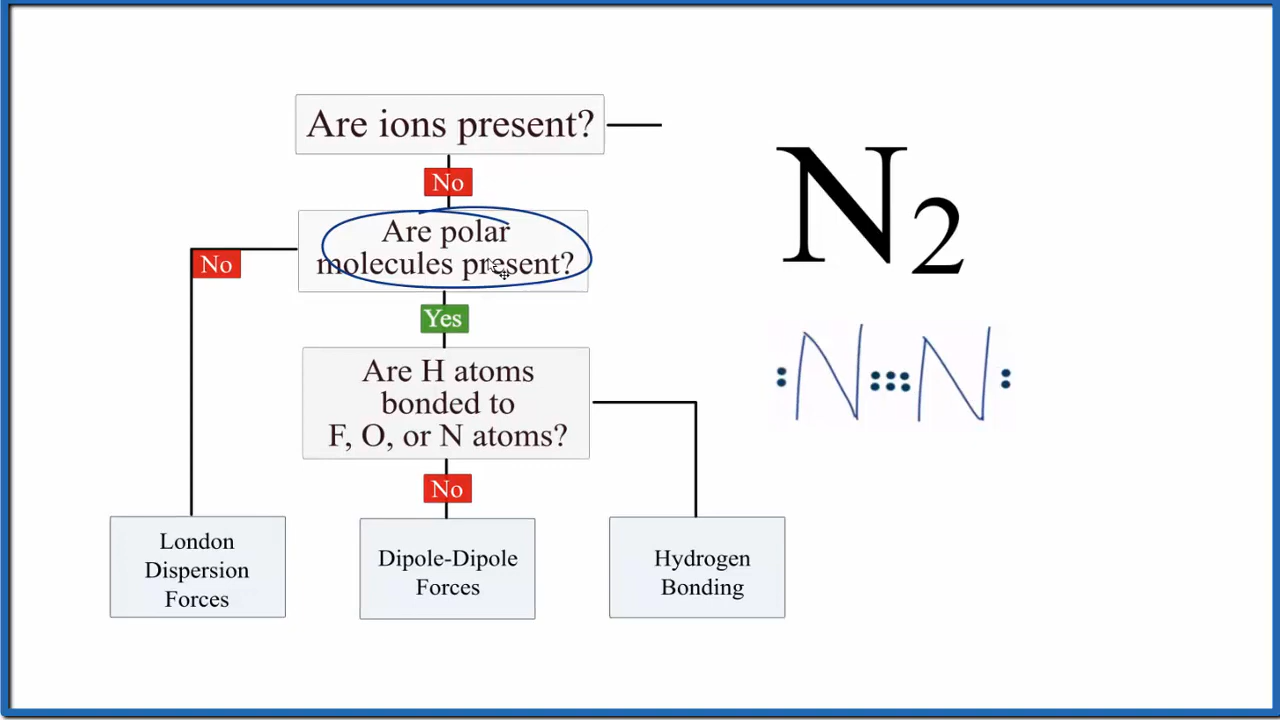 Are ions present?
No
N2
Are polar
molecules present?
No
Yes
:N:::N:
Are H atoms
bonded to
F, O, or N atoms?
No
London
Dispersion
Forces
Dipole-Dipole
Forces
Hydrogen
Bonding